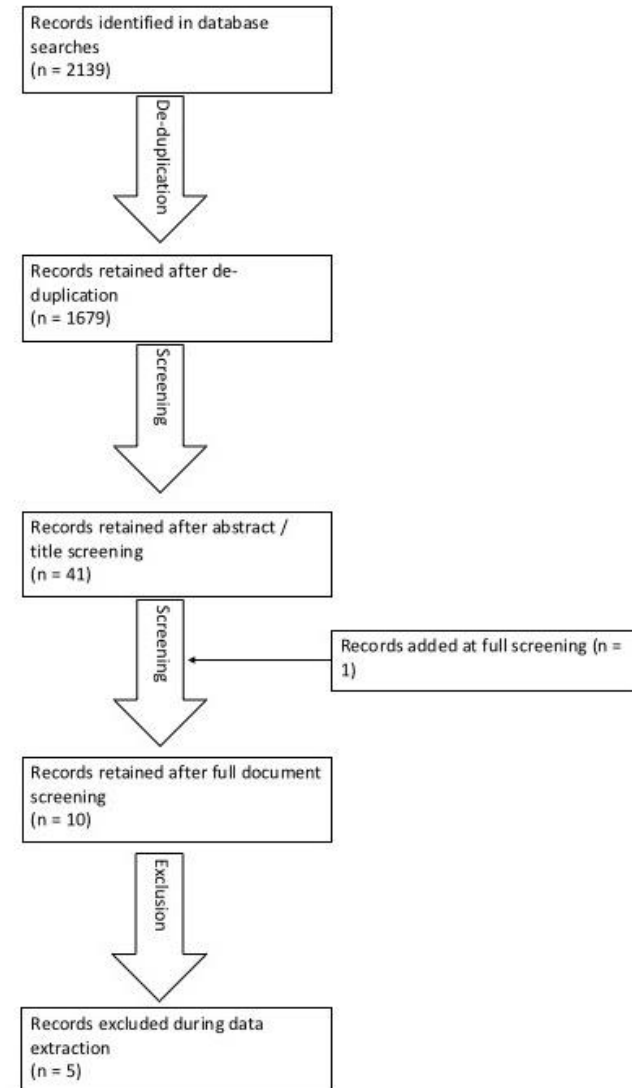 Records identified in database
searches
(n = 2139)
De-duplication
Records retained after de-
duplication
(n = 1679)
Screening
Records retained after abstract /
title screening
(n = 41)
Screening
Records added at full screening (n =
1)
Records retained after full document
screening
(n = 10)
Exclusion
Records excluded during data
extraction
(n = 5)